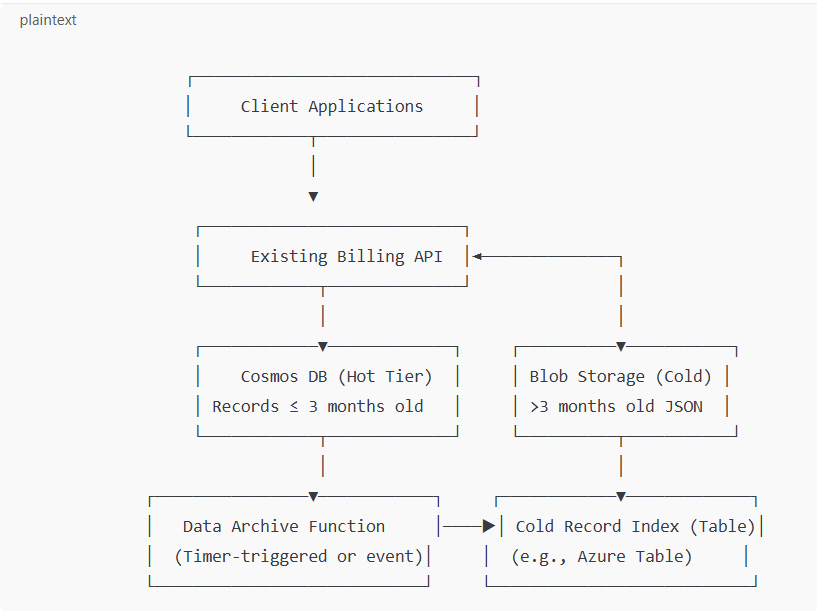 plaintext
Client Applications
Existing Billing API
Cosmos DB (Hot Tier)
Records ≤ 3 months old
Blob Storage (Cold)
>3 months old JSON
Data Archive Function
(Timer-triggered or event)
Cold Record Index (Table)
(e.g., Azure Table)